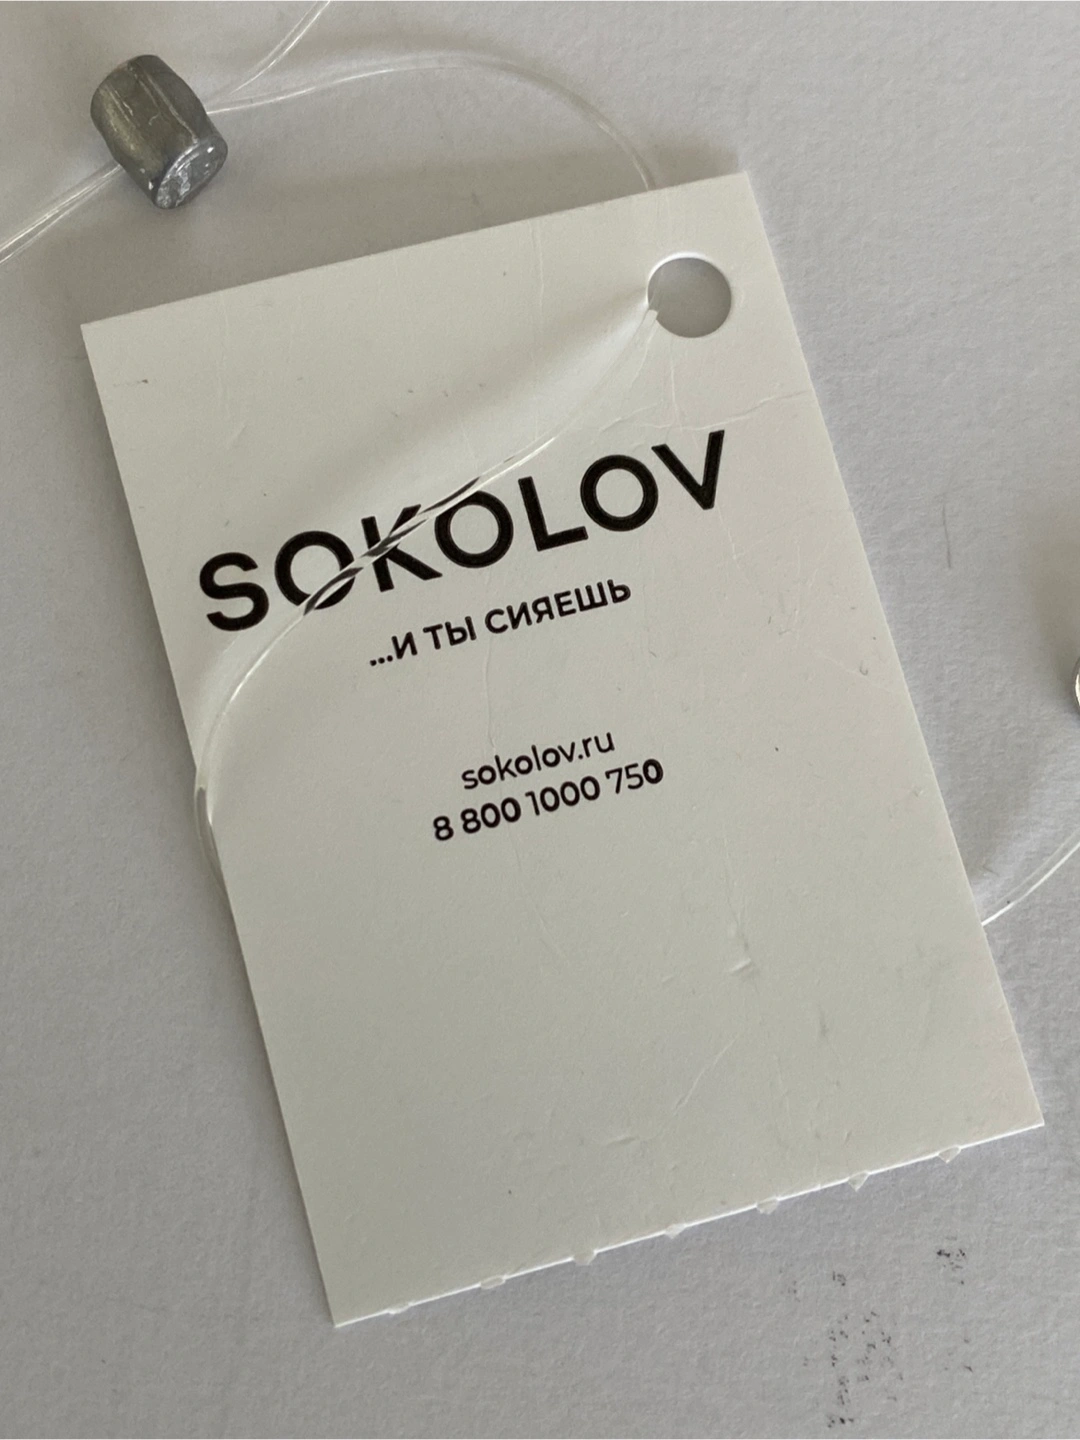 SOKOLOV
...И ТЫ СИЯЕШЬ
sokolov.ru
8 800 1000 750